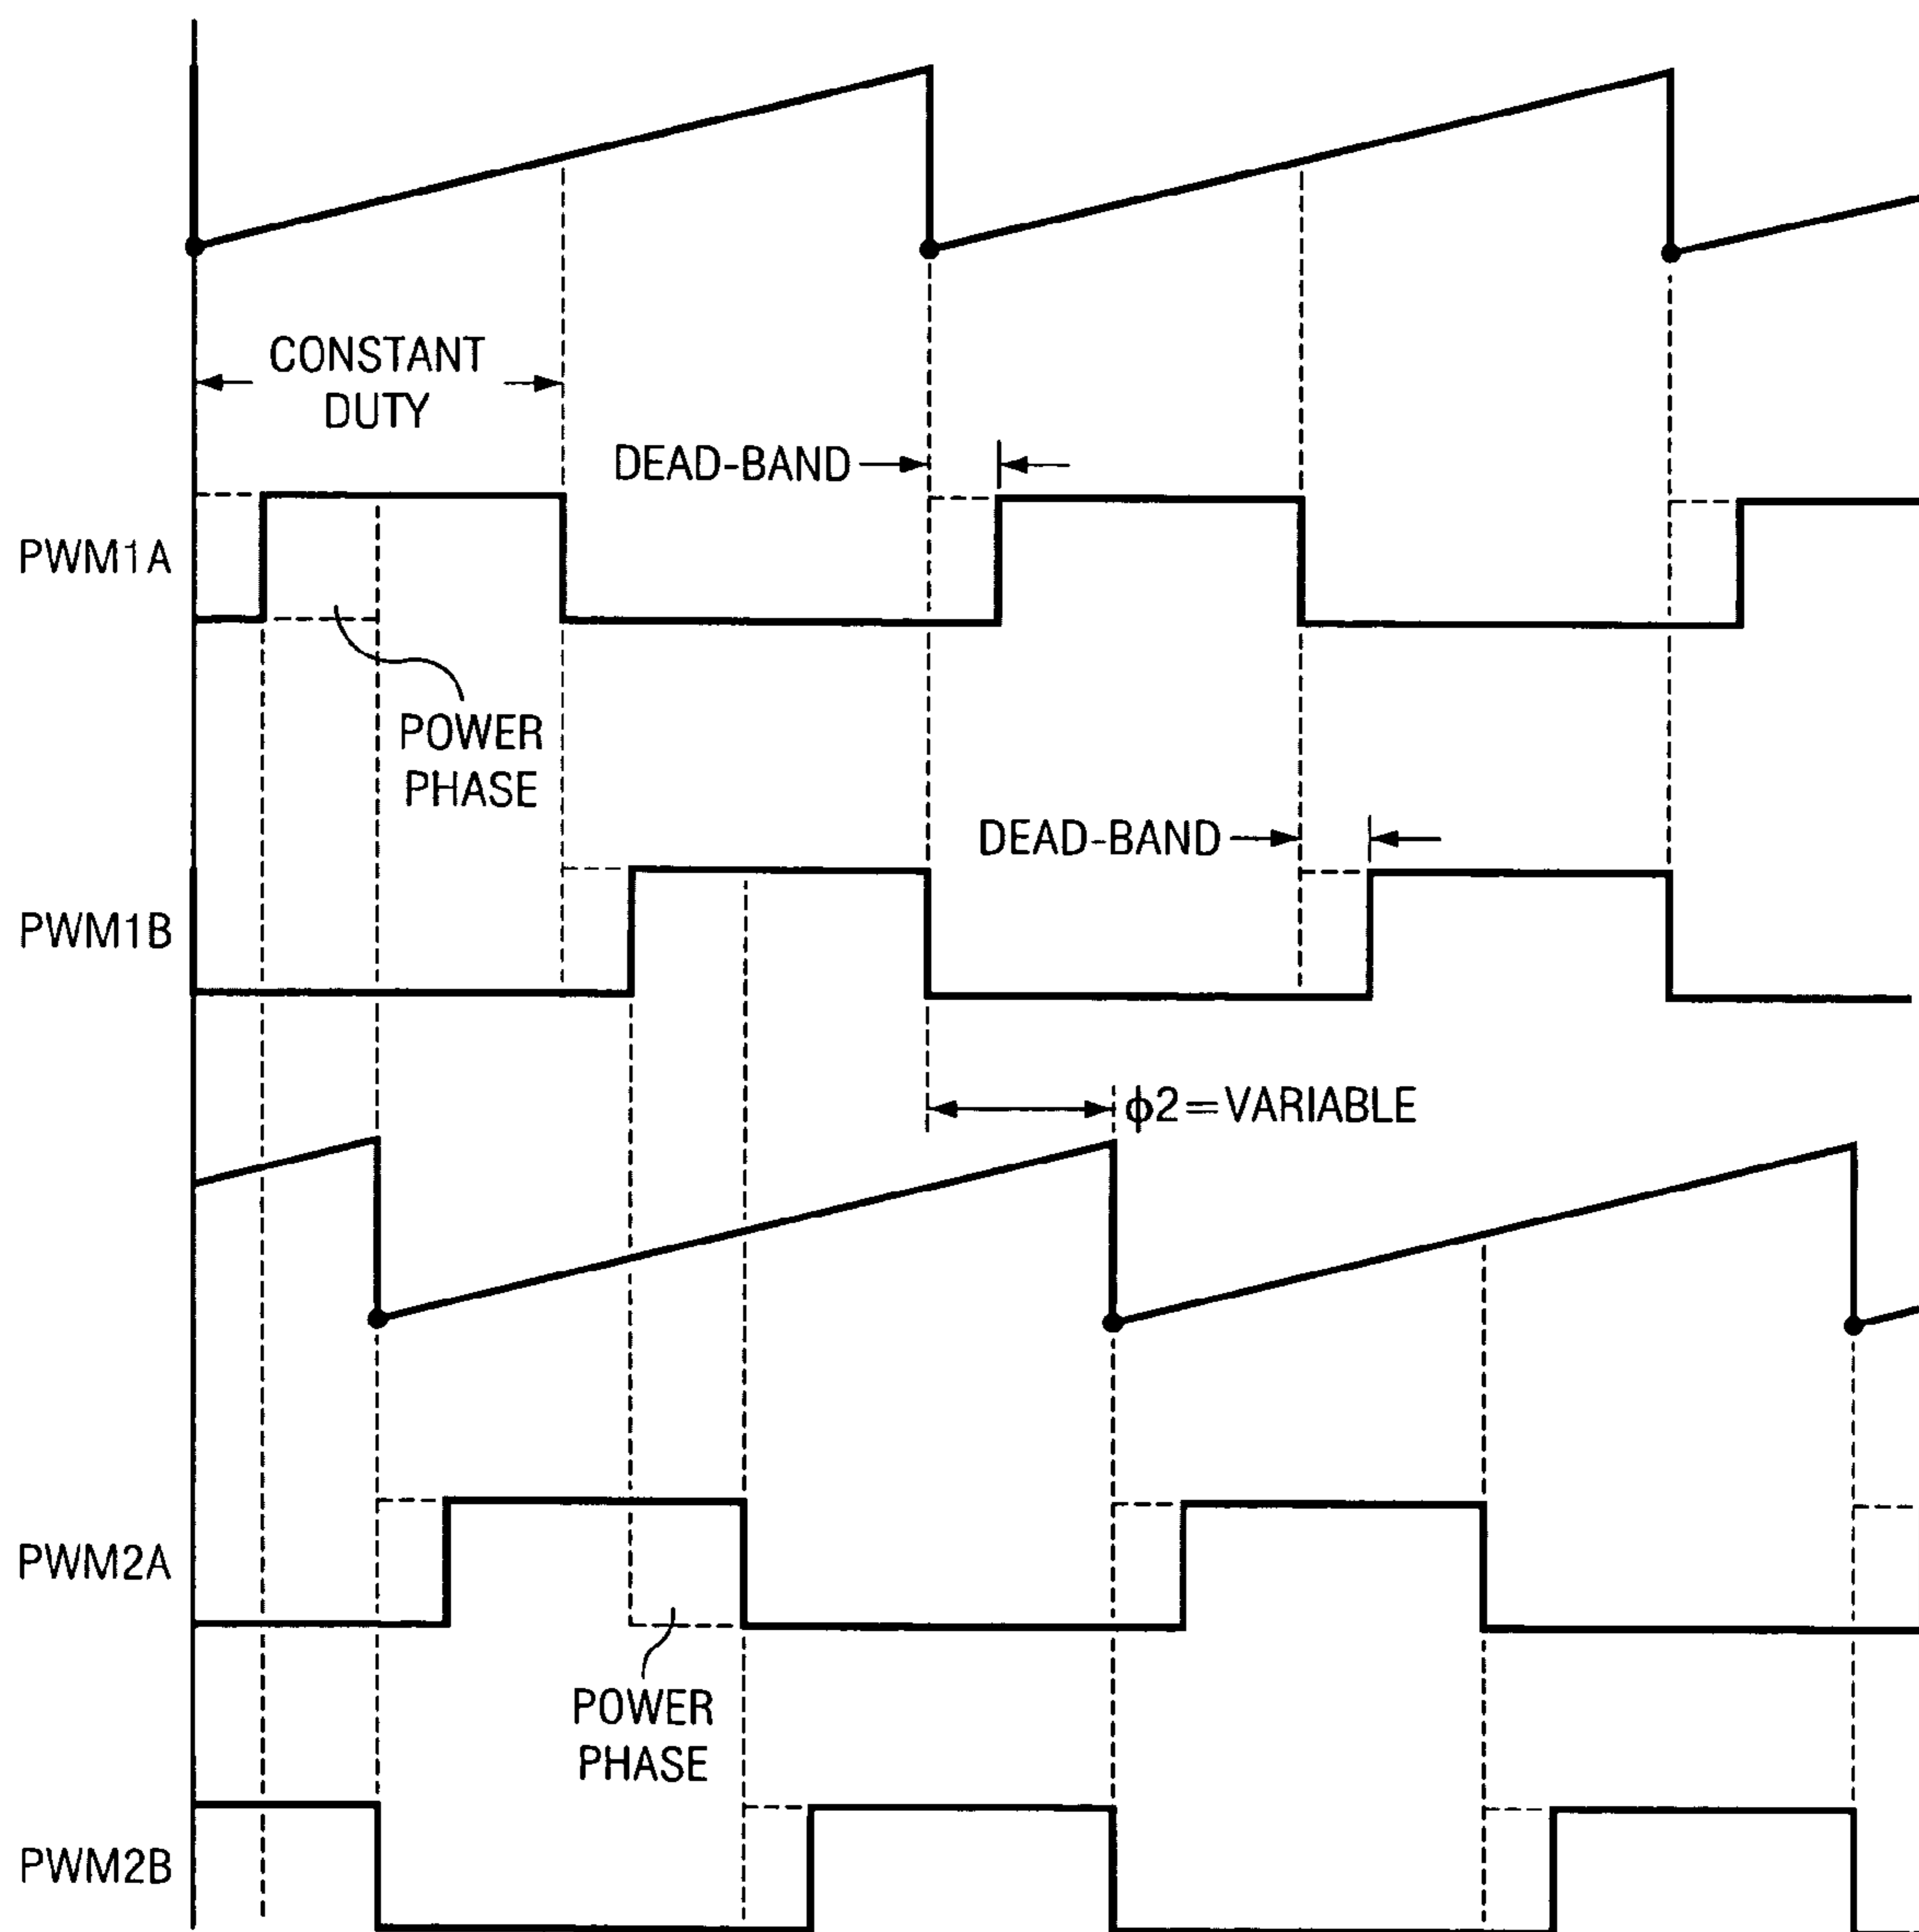 CONSTANT
DUTY
DEAD-BAND
PWM1A
POWER
PHASE
DEAD-BAND
PWM1B
ϕ2=VARIABLE
PWM2A
POWER
PHASE
PWM2B